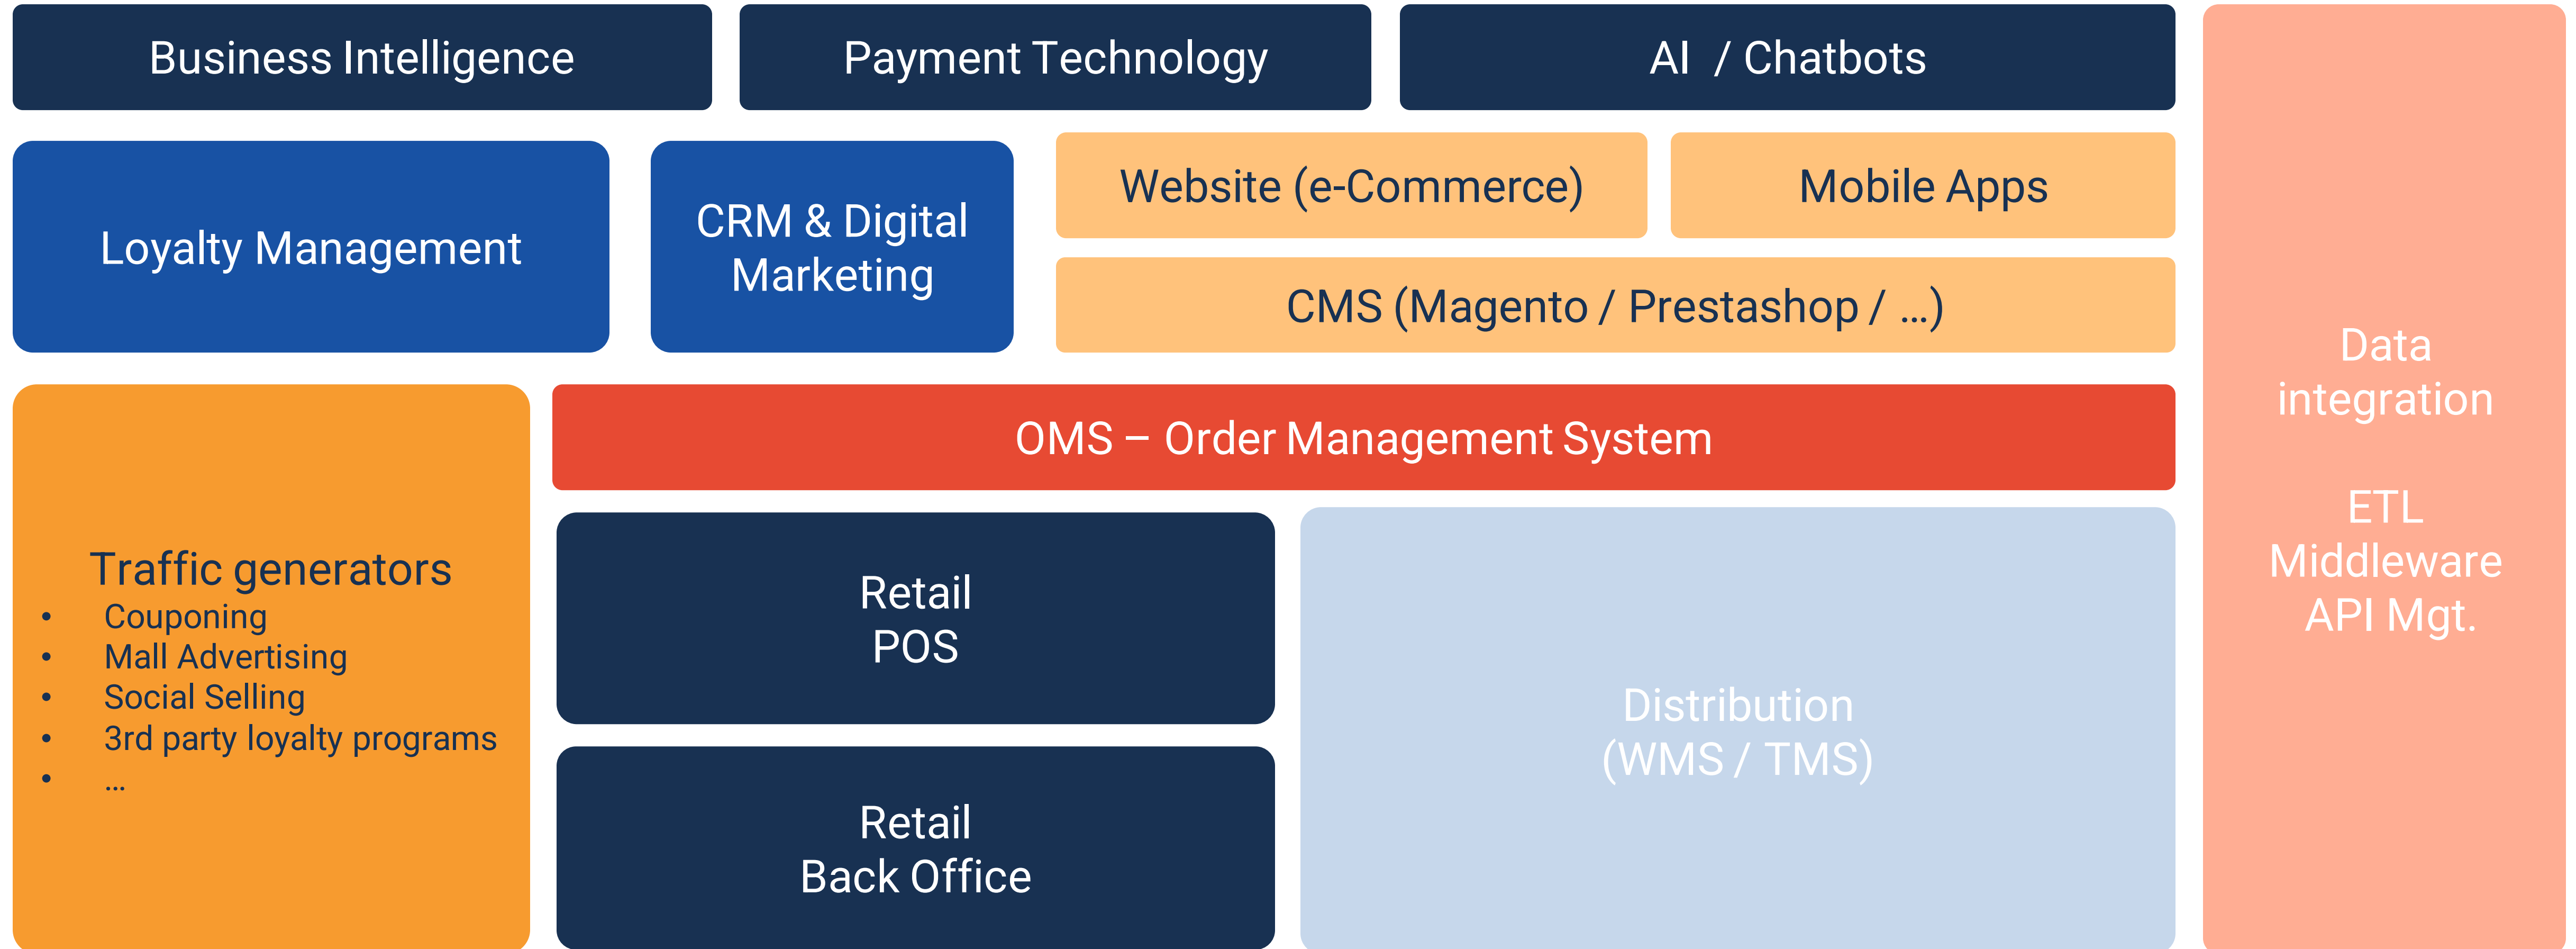 Business Intelligence
Payment Technology
AI / Chatbots
Loyalty Management
CRM & Digital
Marketing
Website (e-Commerce)
Mobile Apps
CMS (Magento / Prestashop / ...)
OMS – Order Management System
Traffic generators
• Couponing
• Mall Advertising
• Social Selling
• 3rd party loyalty programs
• ...
Retail
POS
Retail
Back Office
Distribution
(WMS / TMS)
Data
integration
ETL
Middleware
API Mgt.